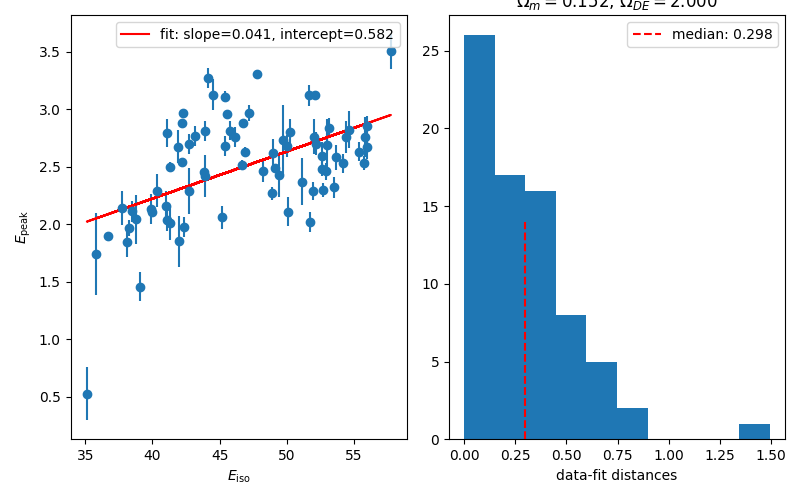 Ω_m = 0.152, Ω_DE = 2.000
fit: slope=0.041, intercept=0.582
median: 0.298
3.5
3.0
2.5
2.0
1.5
1.0
0.5
E_peak
35 40 45 50 55
E_iso
25
20
15
10
5
0
0.00 0.25 0.50 0.75 1.00 1.25 1.50
data-fit distances